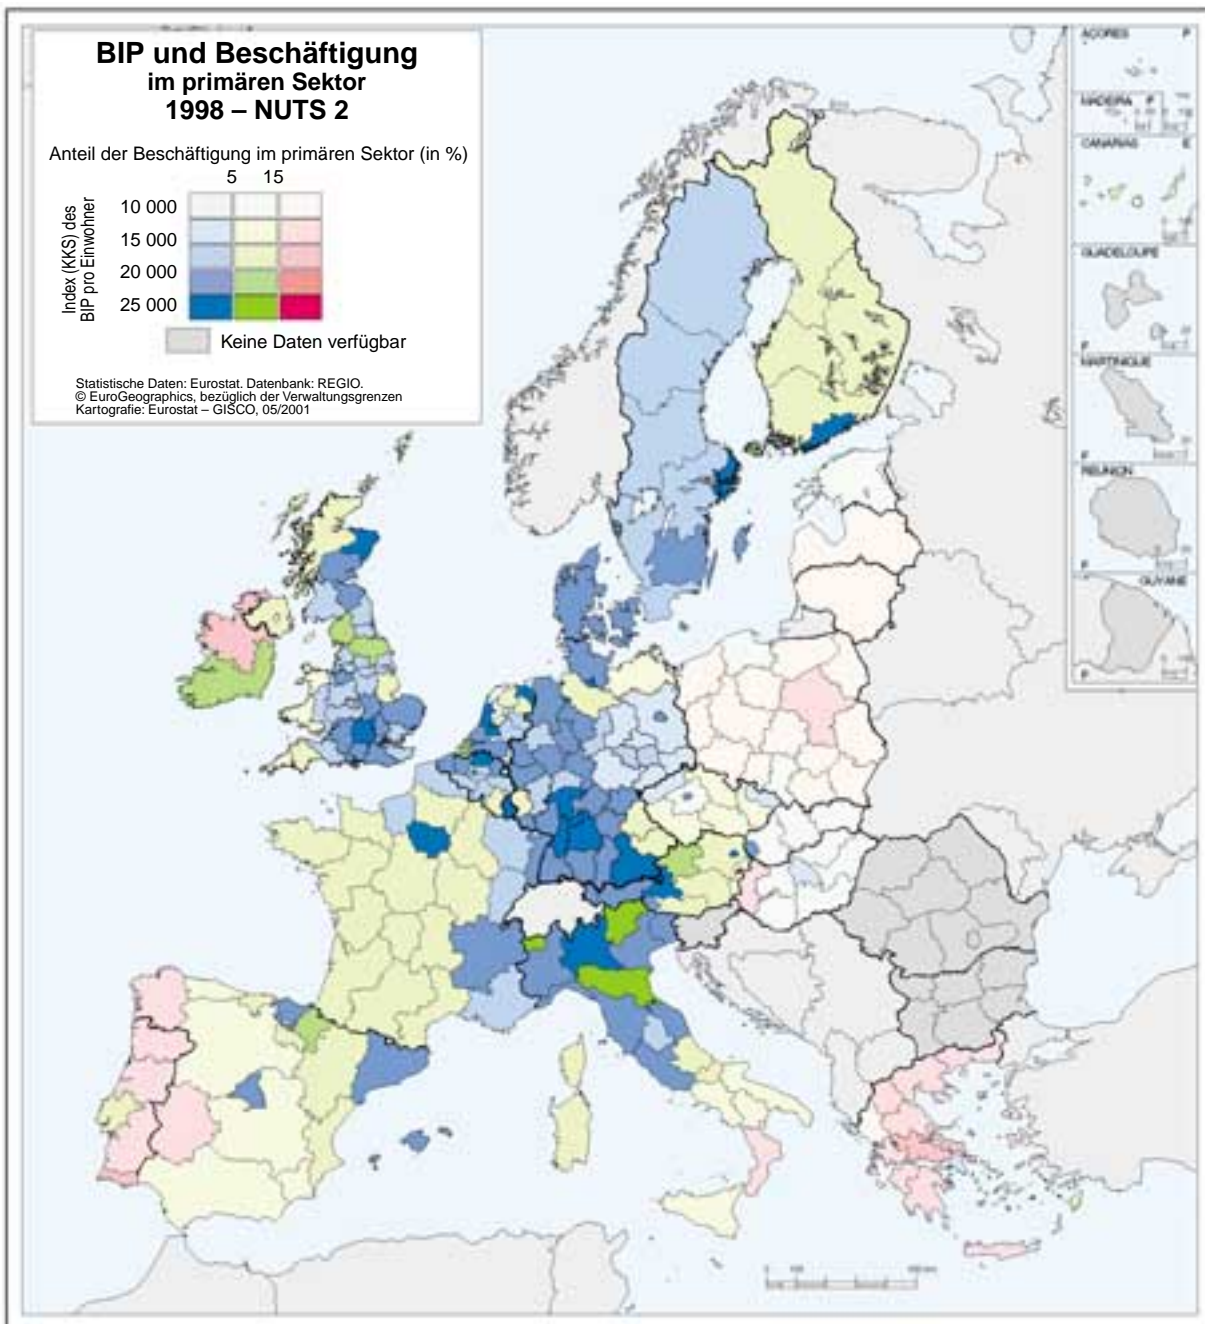 BIP und Beschäftigung
im primären Sektor
1998 – NUTS 2
Anteil der Beschäftigung im primären Sektor (in %)
5 15
Index (KKS) des
BIP pro Einwohner
10 000
15 000
20 000
25 000
Keine Daten verfügbar
Statistische Daten: Eurostat. Datenbank: REGIO.
© EuroGeographics, bezüglich der Verwaltungsgrenzen
Kartografie: Eurostat – GISCO, 05/2001
AÇORES P
MADEIRA P
CANARIAS E
GUADELOUPE
F
MARTINIQUE
F
REUNION
F
GUYANE
F